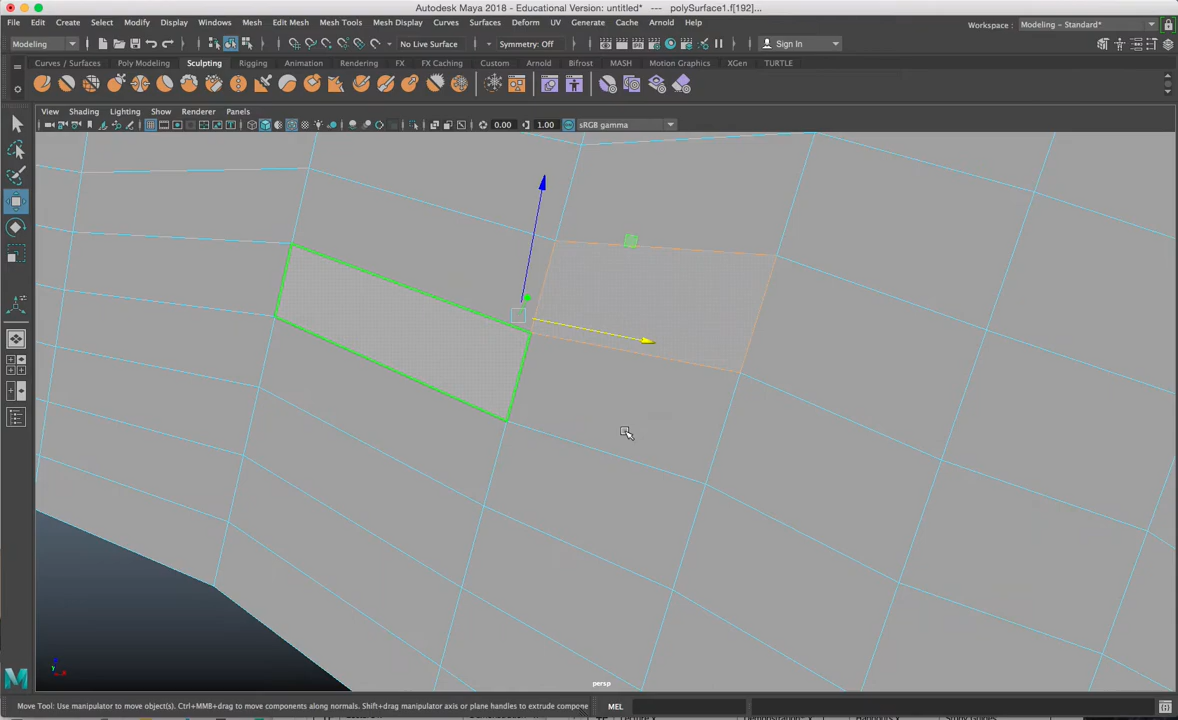 Autodesk Maya 2018 - Educational Version: untitled*   ---   polySurface1.f[192]...
File Edit Create Select Modify Display Windows Mesh Edit Mesh Mesh Tools Mesh Display Curves Surfaces Deform UV Generate Cache Arnold Help Workspace : Modeling - Standard*
Modeling No Live Surface Symmetry: Off Sign In
Curves / Surfaces Poly Modeling Sculpting Rigging Animation Rendering FX FX Caching Custom Arnold Bifrost MASH Motion Graphics XGen TURTLE
View Shading Lighting Show Renderer Panels
0.00 1.00 sRGB gamma
persp
Move Tool: Use manipulator to move object(s). Ctrl+MMB+drag to move components along normals. Shift+drag manipulator axis or plane handles to extrude compone MEL